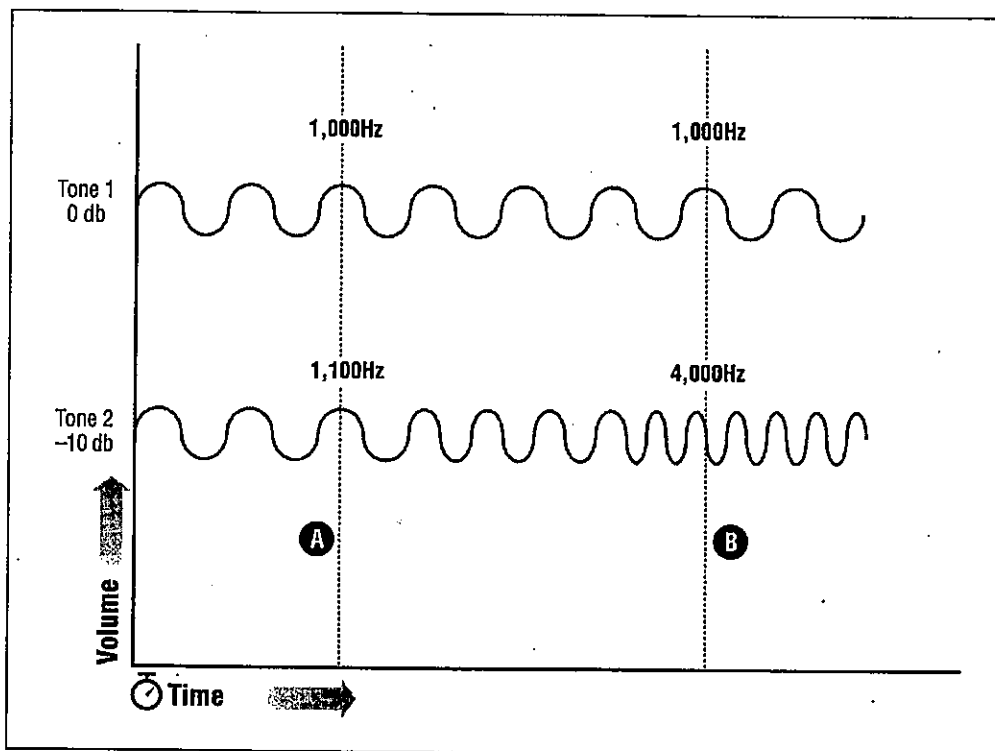 1,000Hz
1,000Hz
Tone 1
0 db
1,100Hz
4,000Hz
Tone 2
–10 db
A
B
Volume
Time